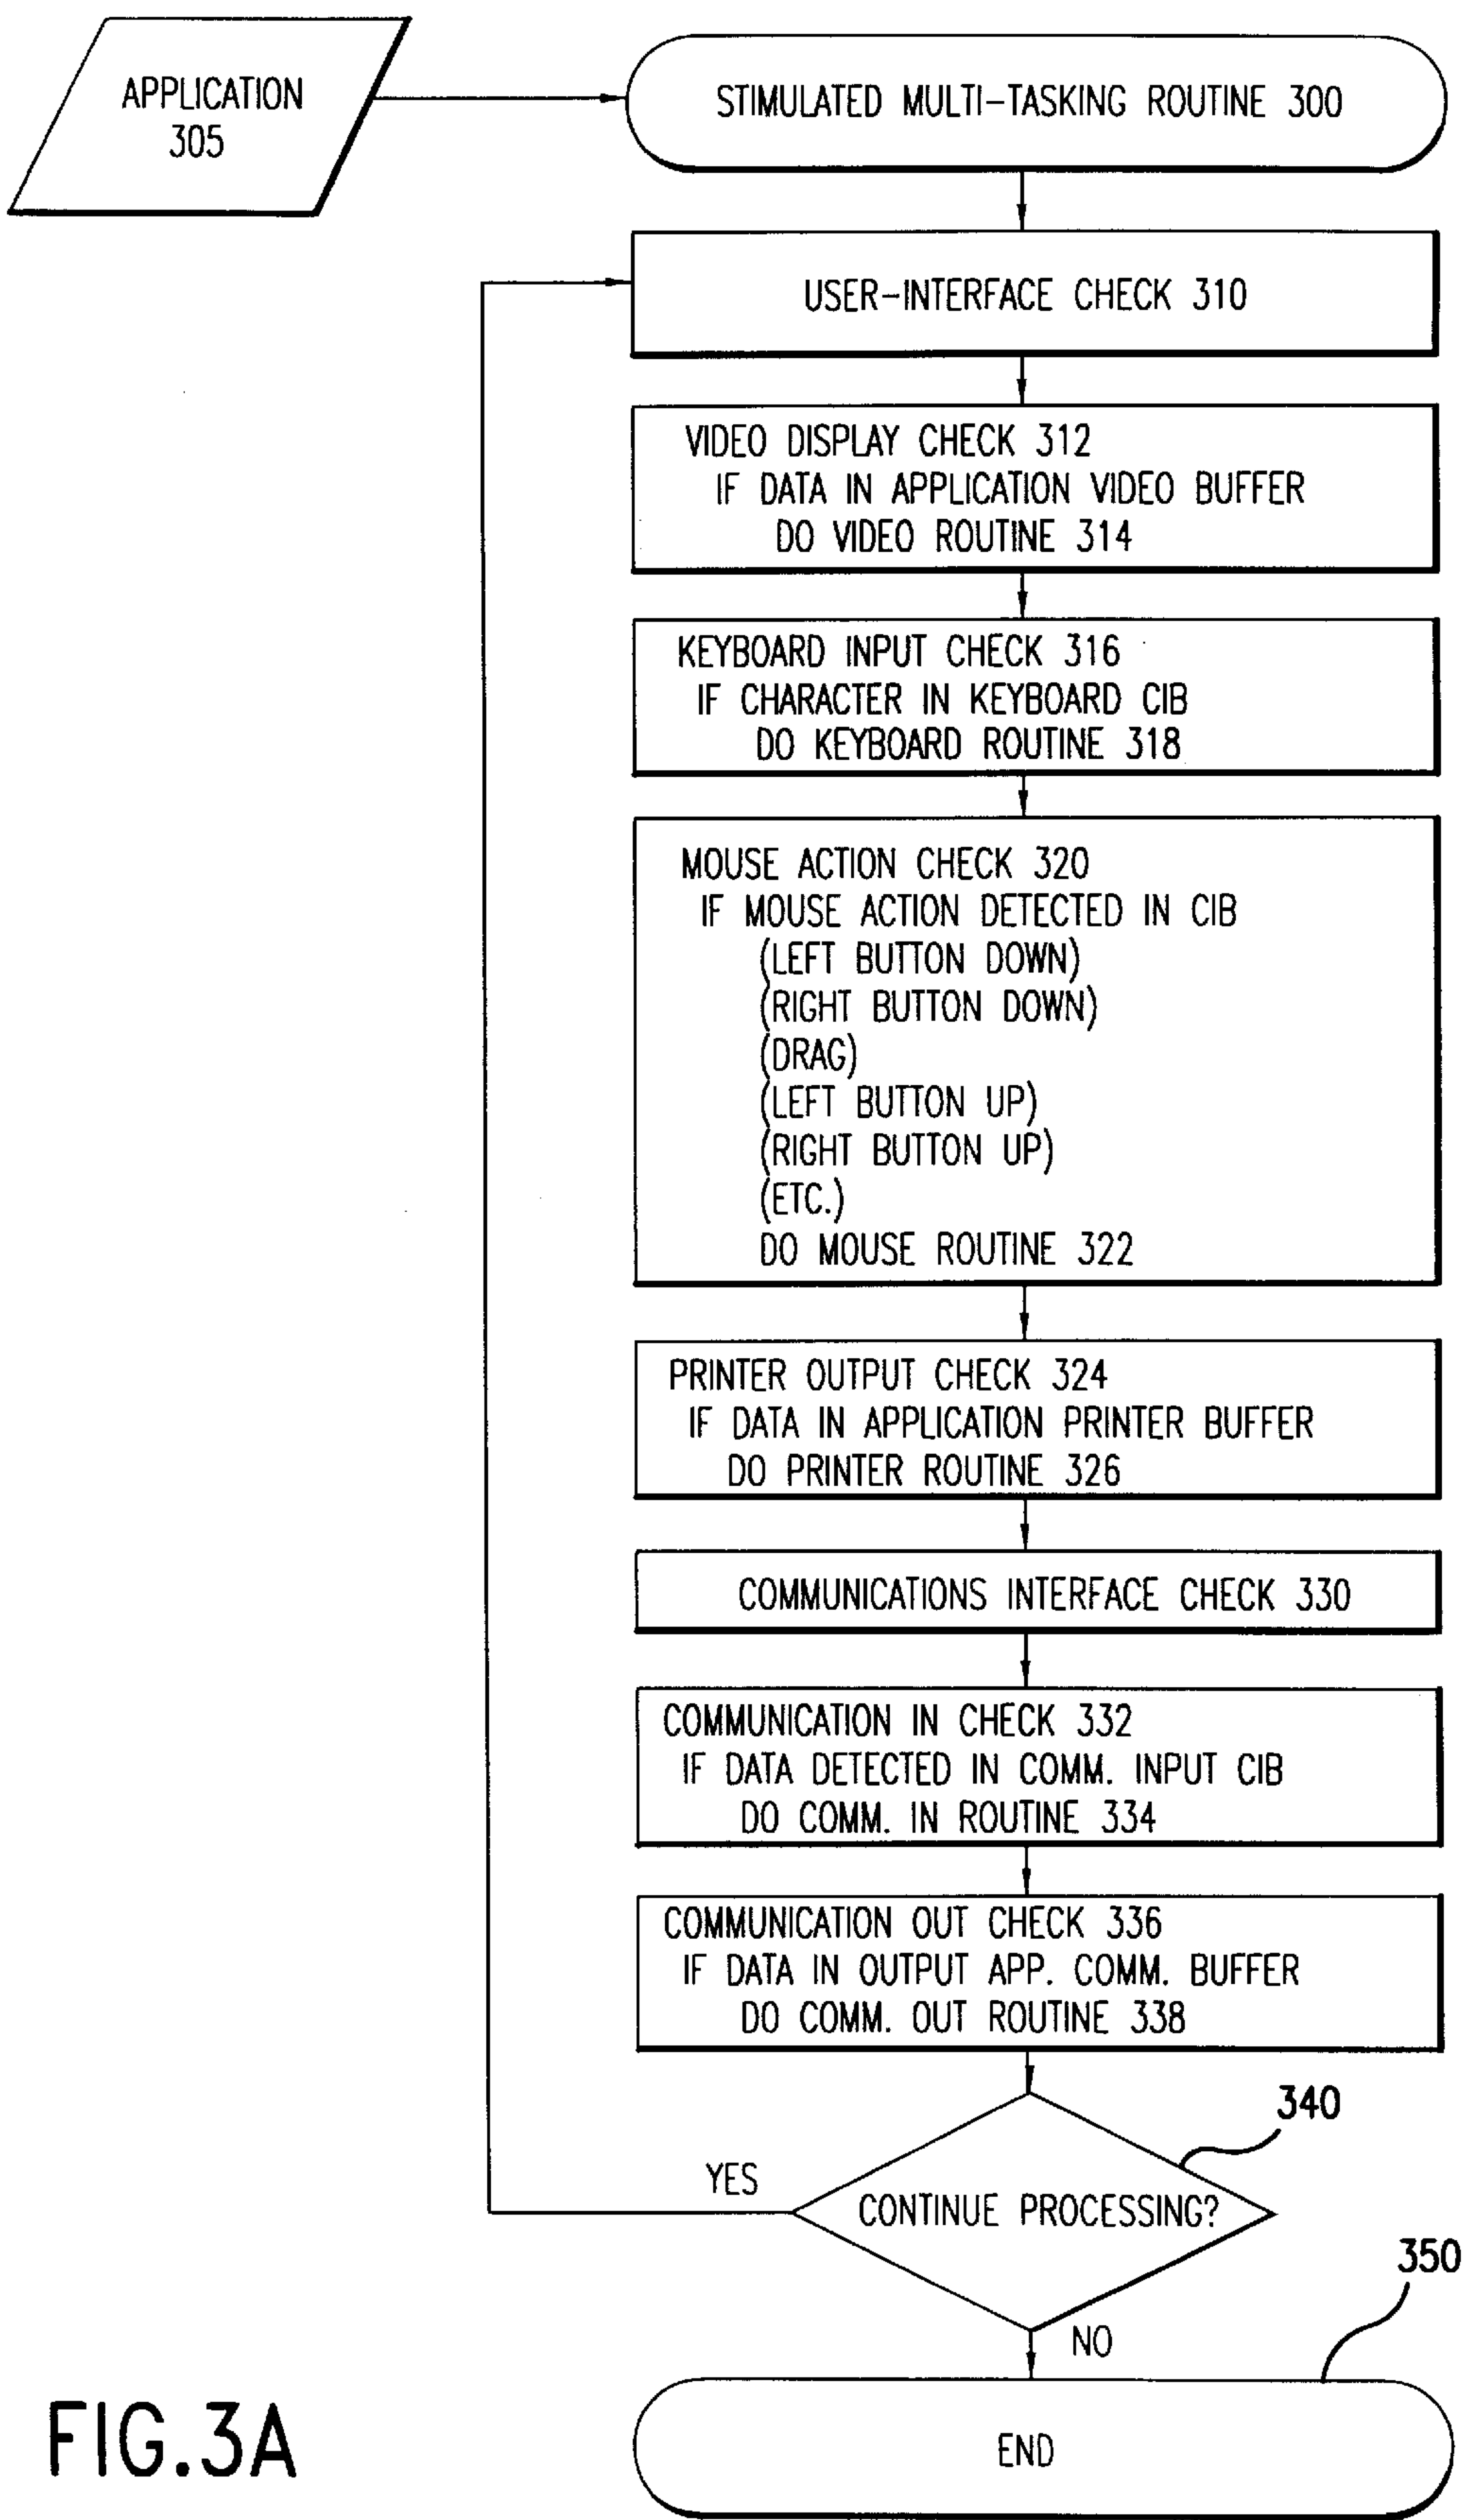 APPLICATION
305
STIMULATED MULTI-TASKING ROUTINE 300
USER-INTERFACE CHECK 310
VIDEO DISPLAY CHECK 312
IF DATA IN APPLICATION VIDEO BUFFER
DO VIDEO ROUTINE 314
KEYBOARD INPUT CHECK 316
IF CHARACTER IN KEYBOARD CIB
DO KEYBOARD ROUTINE 318
MOUSE ACTION CHECK 320
IF MOUSE ACTION DETECTED IN CIB
(LEFT BUTTON DOWN)
(RIGHT BUTTON DOWN)
(DRAG)
(LEFT BUTTON UP)
(RIGHT BUTTON UP)
(ETC.)
DO MOUSE ROUTINE 322
PRINTER OUTPUT CHECK 324
IF DATA IN APPLICATION PRINTER BUFFER
DO PRINTER ROUTINE 326
COMMUNICATIONS INTERFACE CHECK 330
COMMUNICATION IN CHECK 332
IF DATA DETECTED IN COMM. INPUT CIB
DO COMM. IN ROUTINE 334
COMMUNICATION OUT CHECK 336
IF DATA IN OUTPUT APP. COMM. BUFFER
DO COMM. OUT ROUTINE 338
340
YES
CONTINUE PROCESSING?
350
NO
END
FIG.3A